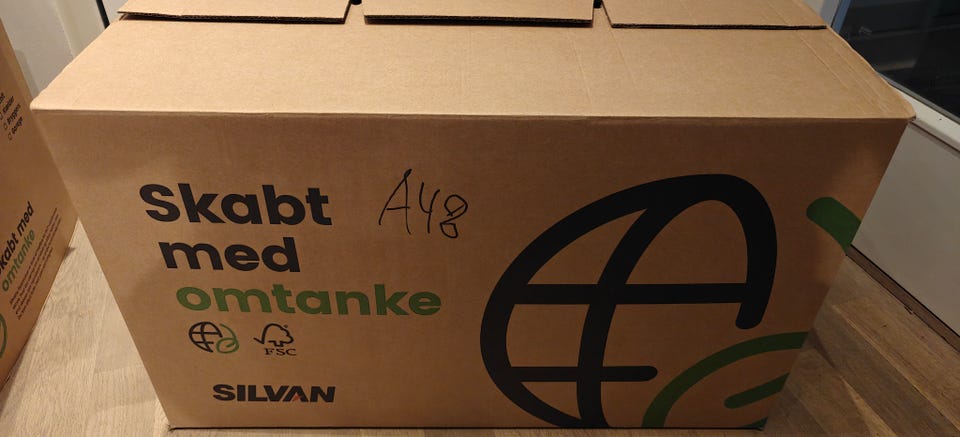 Skabt
med
omtanke
A48
FSC
SILVAN
Skabt med
omtanke